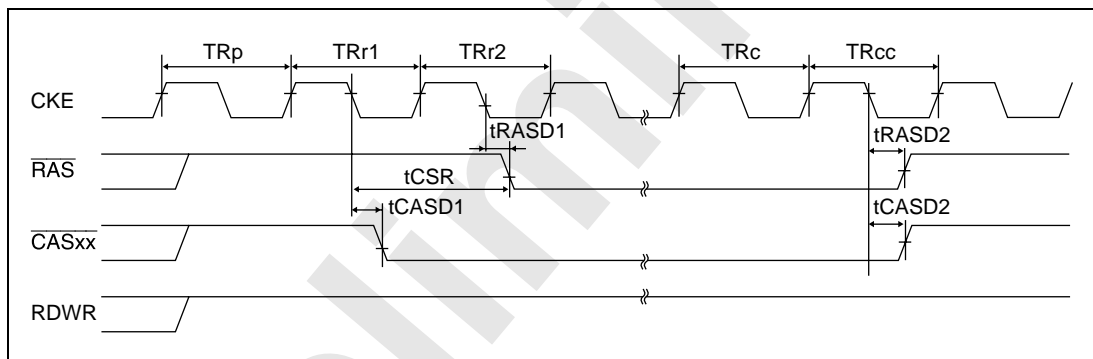 TRp TRr1 TRr2 TRc TRcc
CKE
tRASD1 tRASD2
RAS
tCSR
tCASD1 tCASD2
CASxx
RDWR